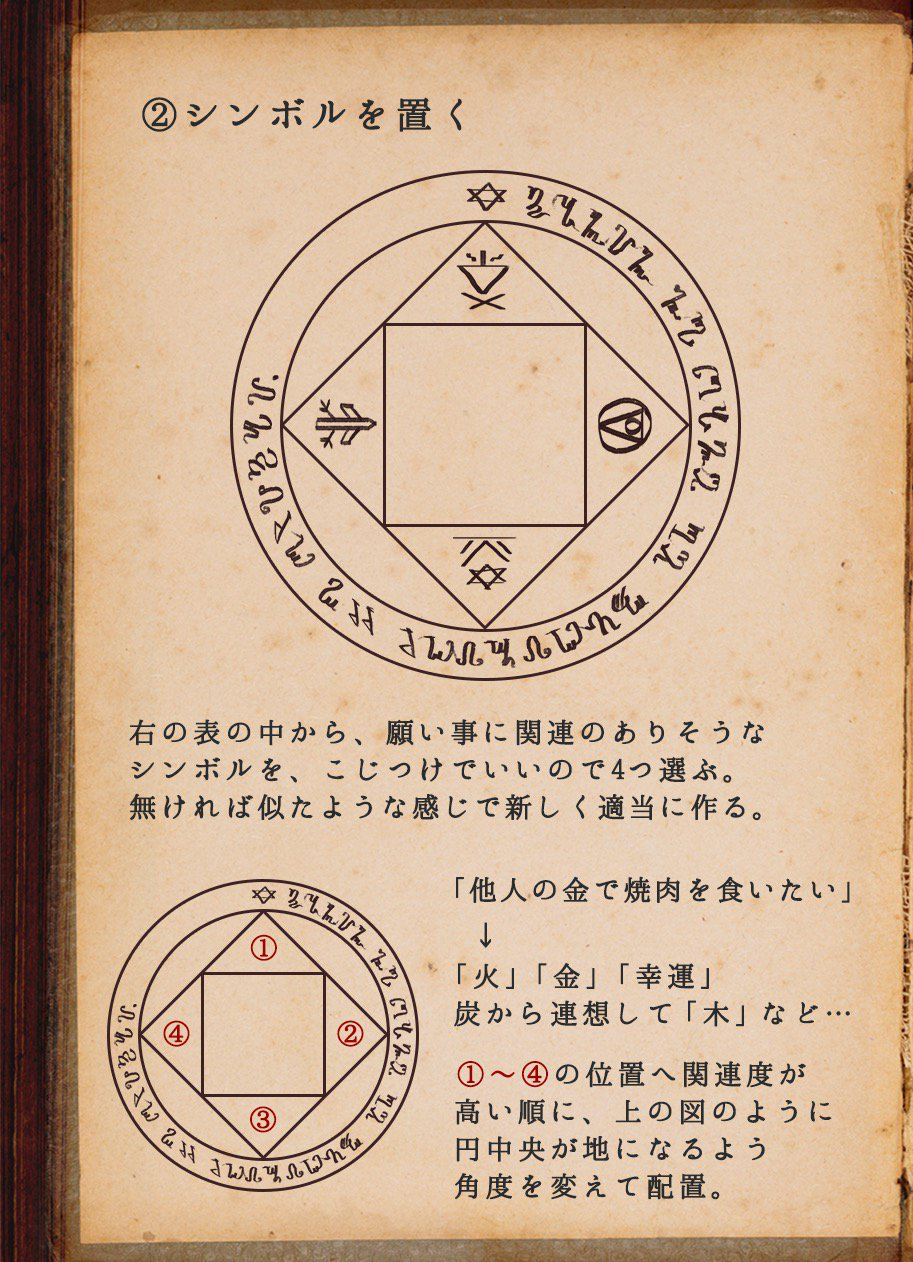 ②シンボルを置く
右の表の中から、願い事に関連のありそうな
シンボルを、こじつけでいいので4つ選ぶ。
無ければ似たような感じで新しく適当に作る。
①
②
③
④
「他人の金で焼肉を食いたい」
↓
「火」「金」「幸運」
炭から連想して「木」など…
①～④の位置へ関連度が
高い順に、上の図のように
円中央が地になるよう
角度を変えて配置。